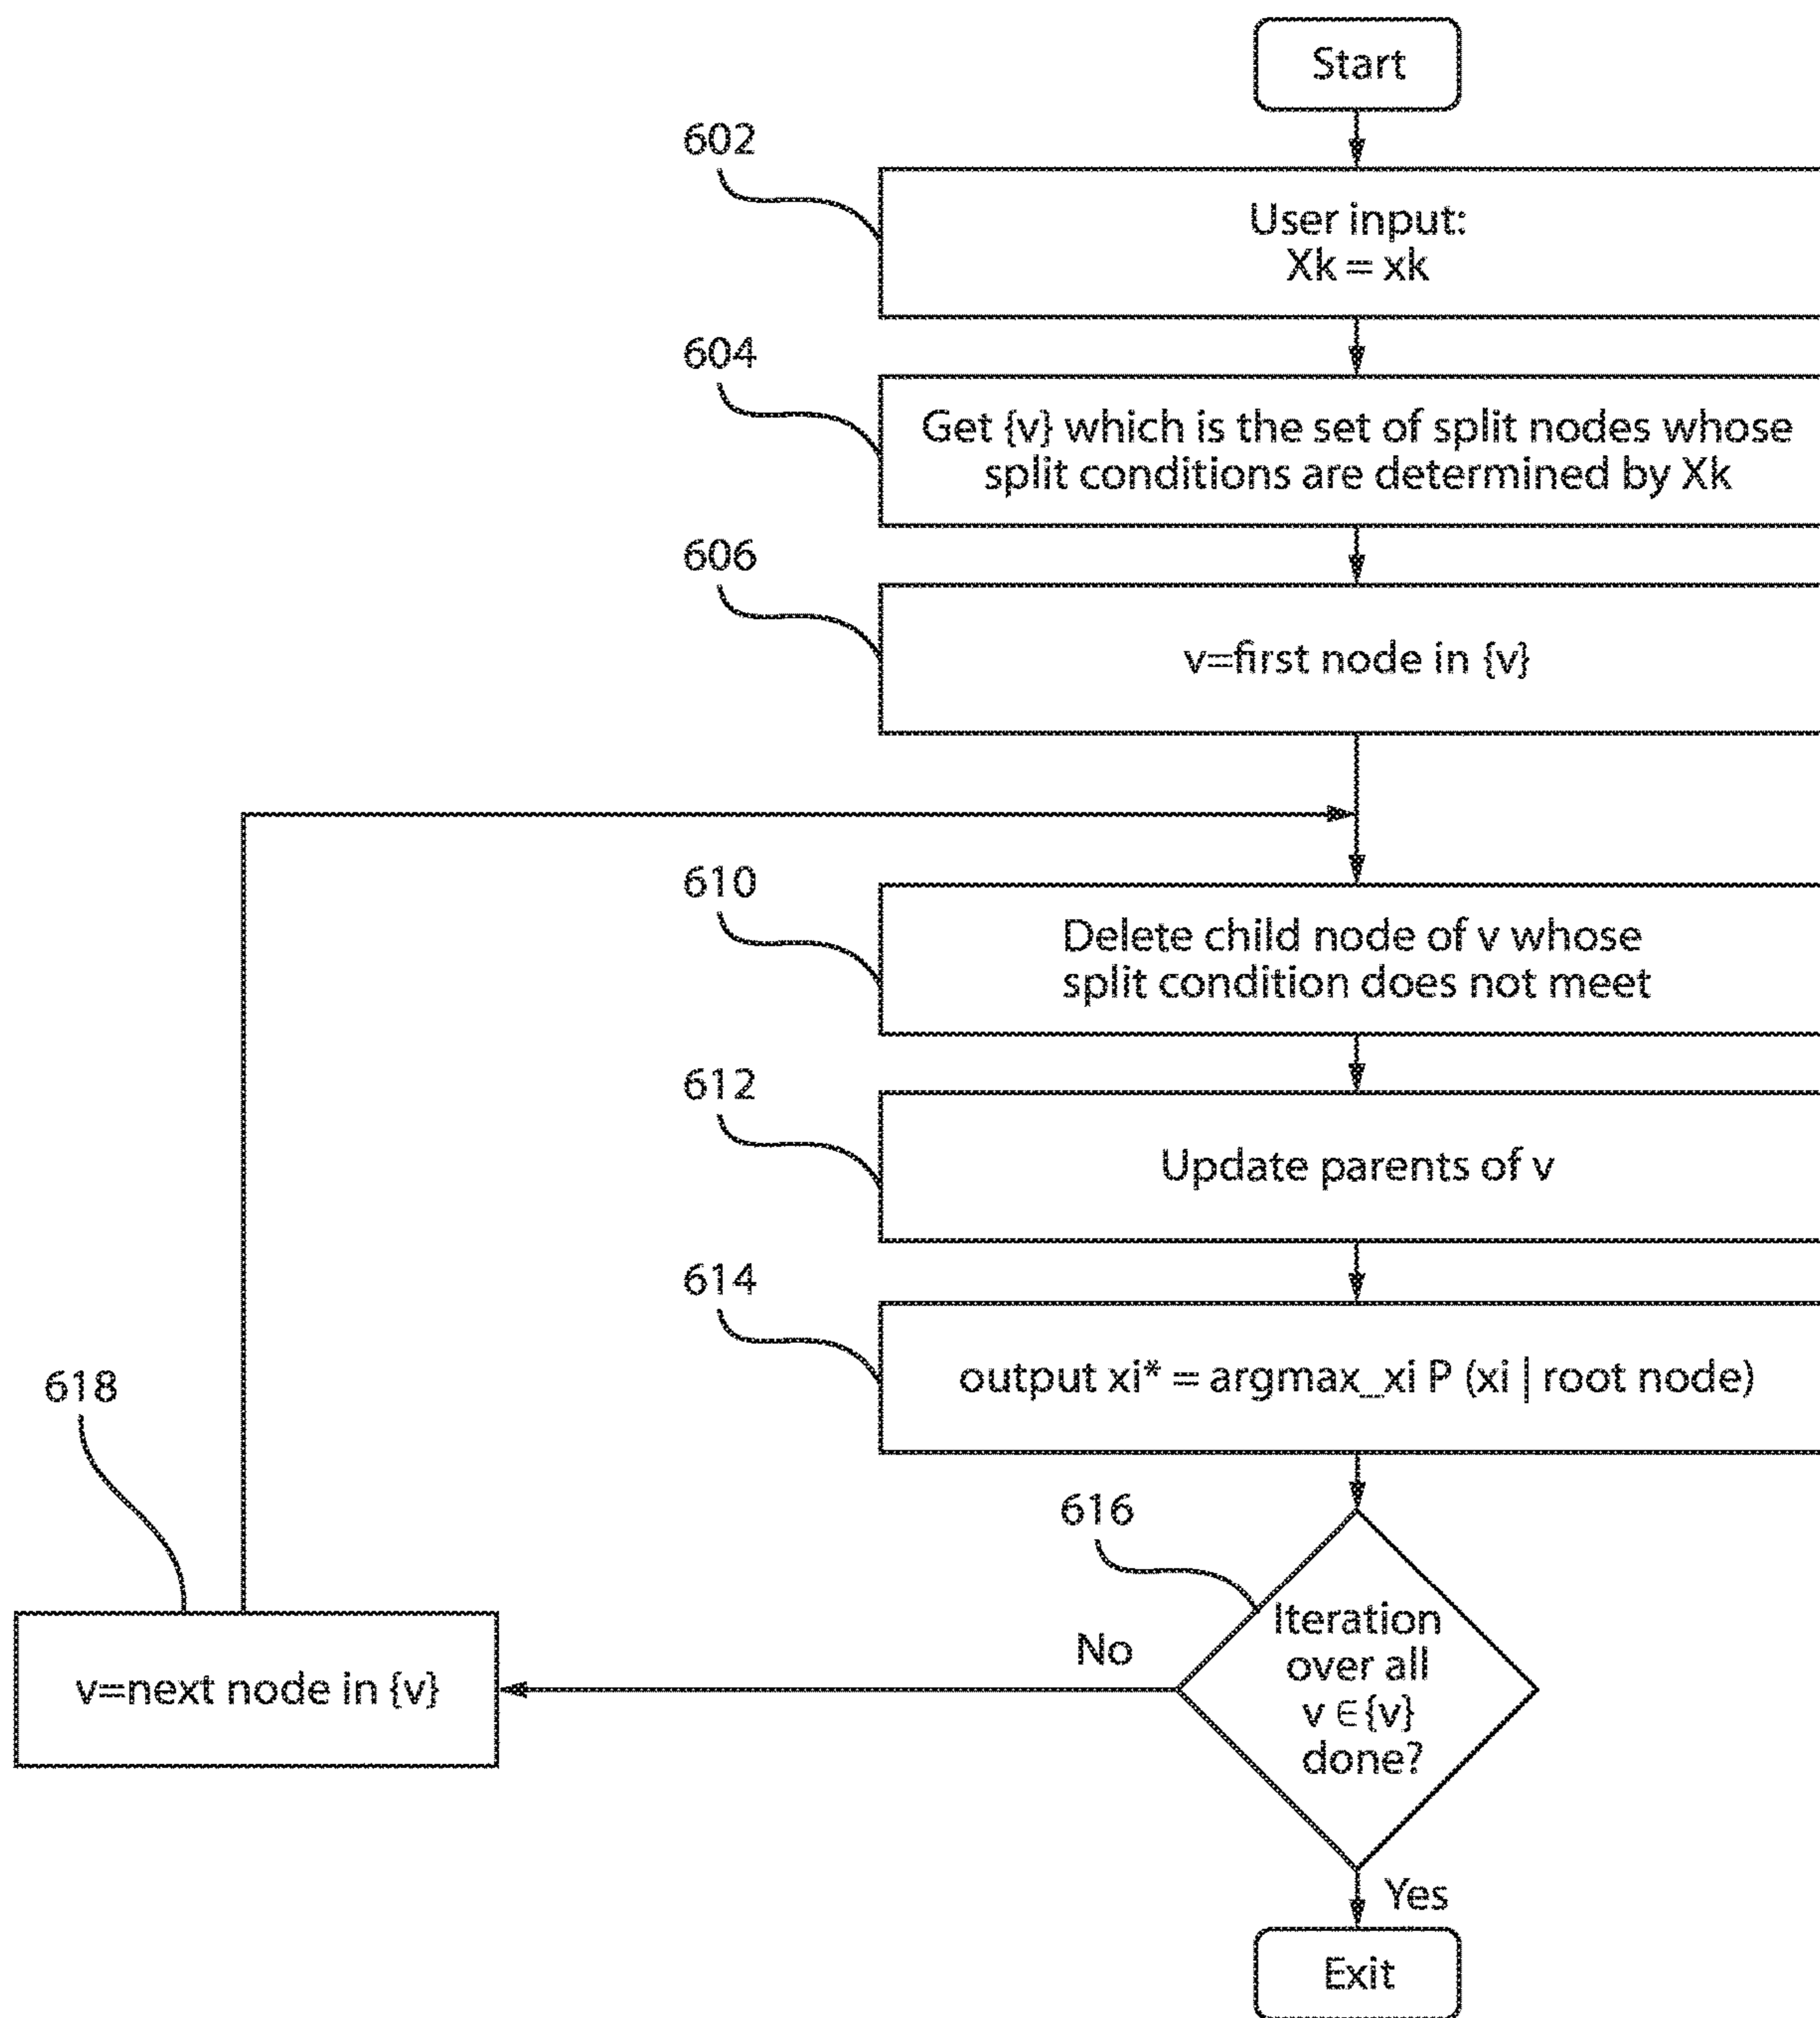 Start
602
User input:
Xk = xk
604
Get {v} which is the set of split nodes whose
split conditions are determined by Xk
606
v=first node in {v}
610
Delete child node of v whose
split condition does not meet
612
Update parents of v
614
output xi* = argmax_xi P (xi | root node)
616
Iteration
over all
v ∈{v}
done?
No
618
v=next node in {v}
Yes
Exit